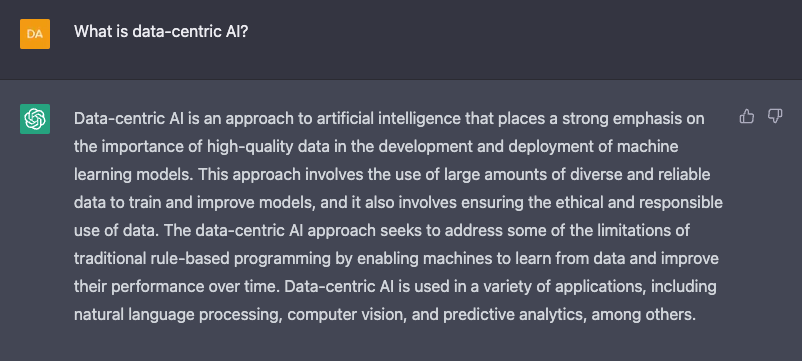 DA
What is data-centric AI?
Data-centric AI is an approach to artificial intelligence that places a strong emphasis on
the importance of high-quality data in the development and deployment of machine
learning models. This approach involves the use of large amounts of diverse and reliable
data to train and improve models, and it also involves ensuring the ethical and responsible
use of data. The data-centric AI approach seeks to address some of the limitations of
traditional rule-based programming by enabling machines to learn from data and improve
their performance over time. Data-centric AI is used in a variety of applications, including
natural language processing, computer vision, and predictive analytics, among others.